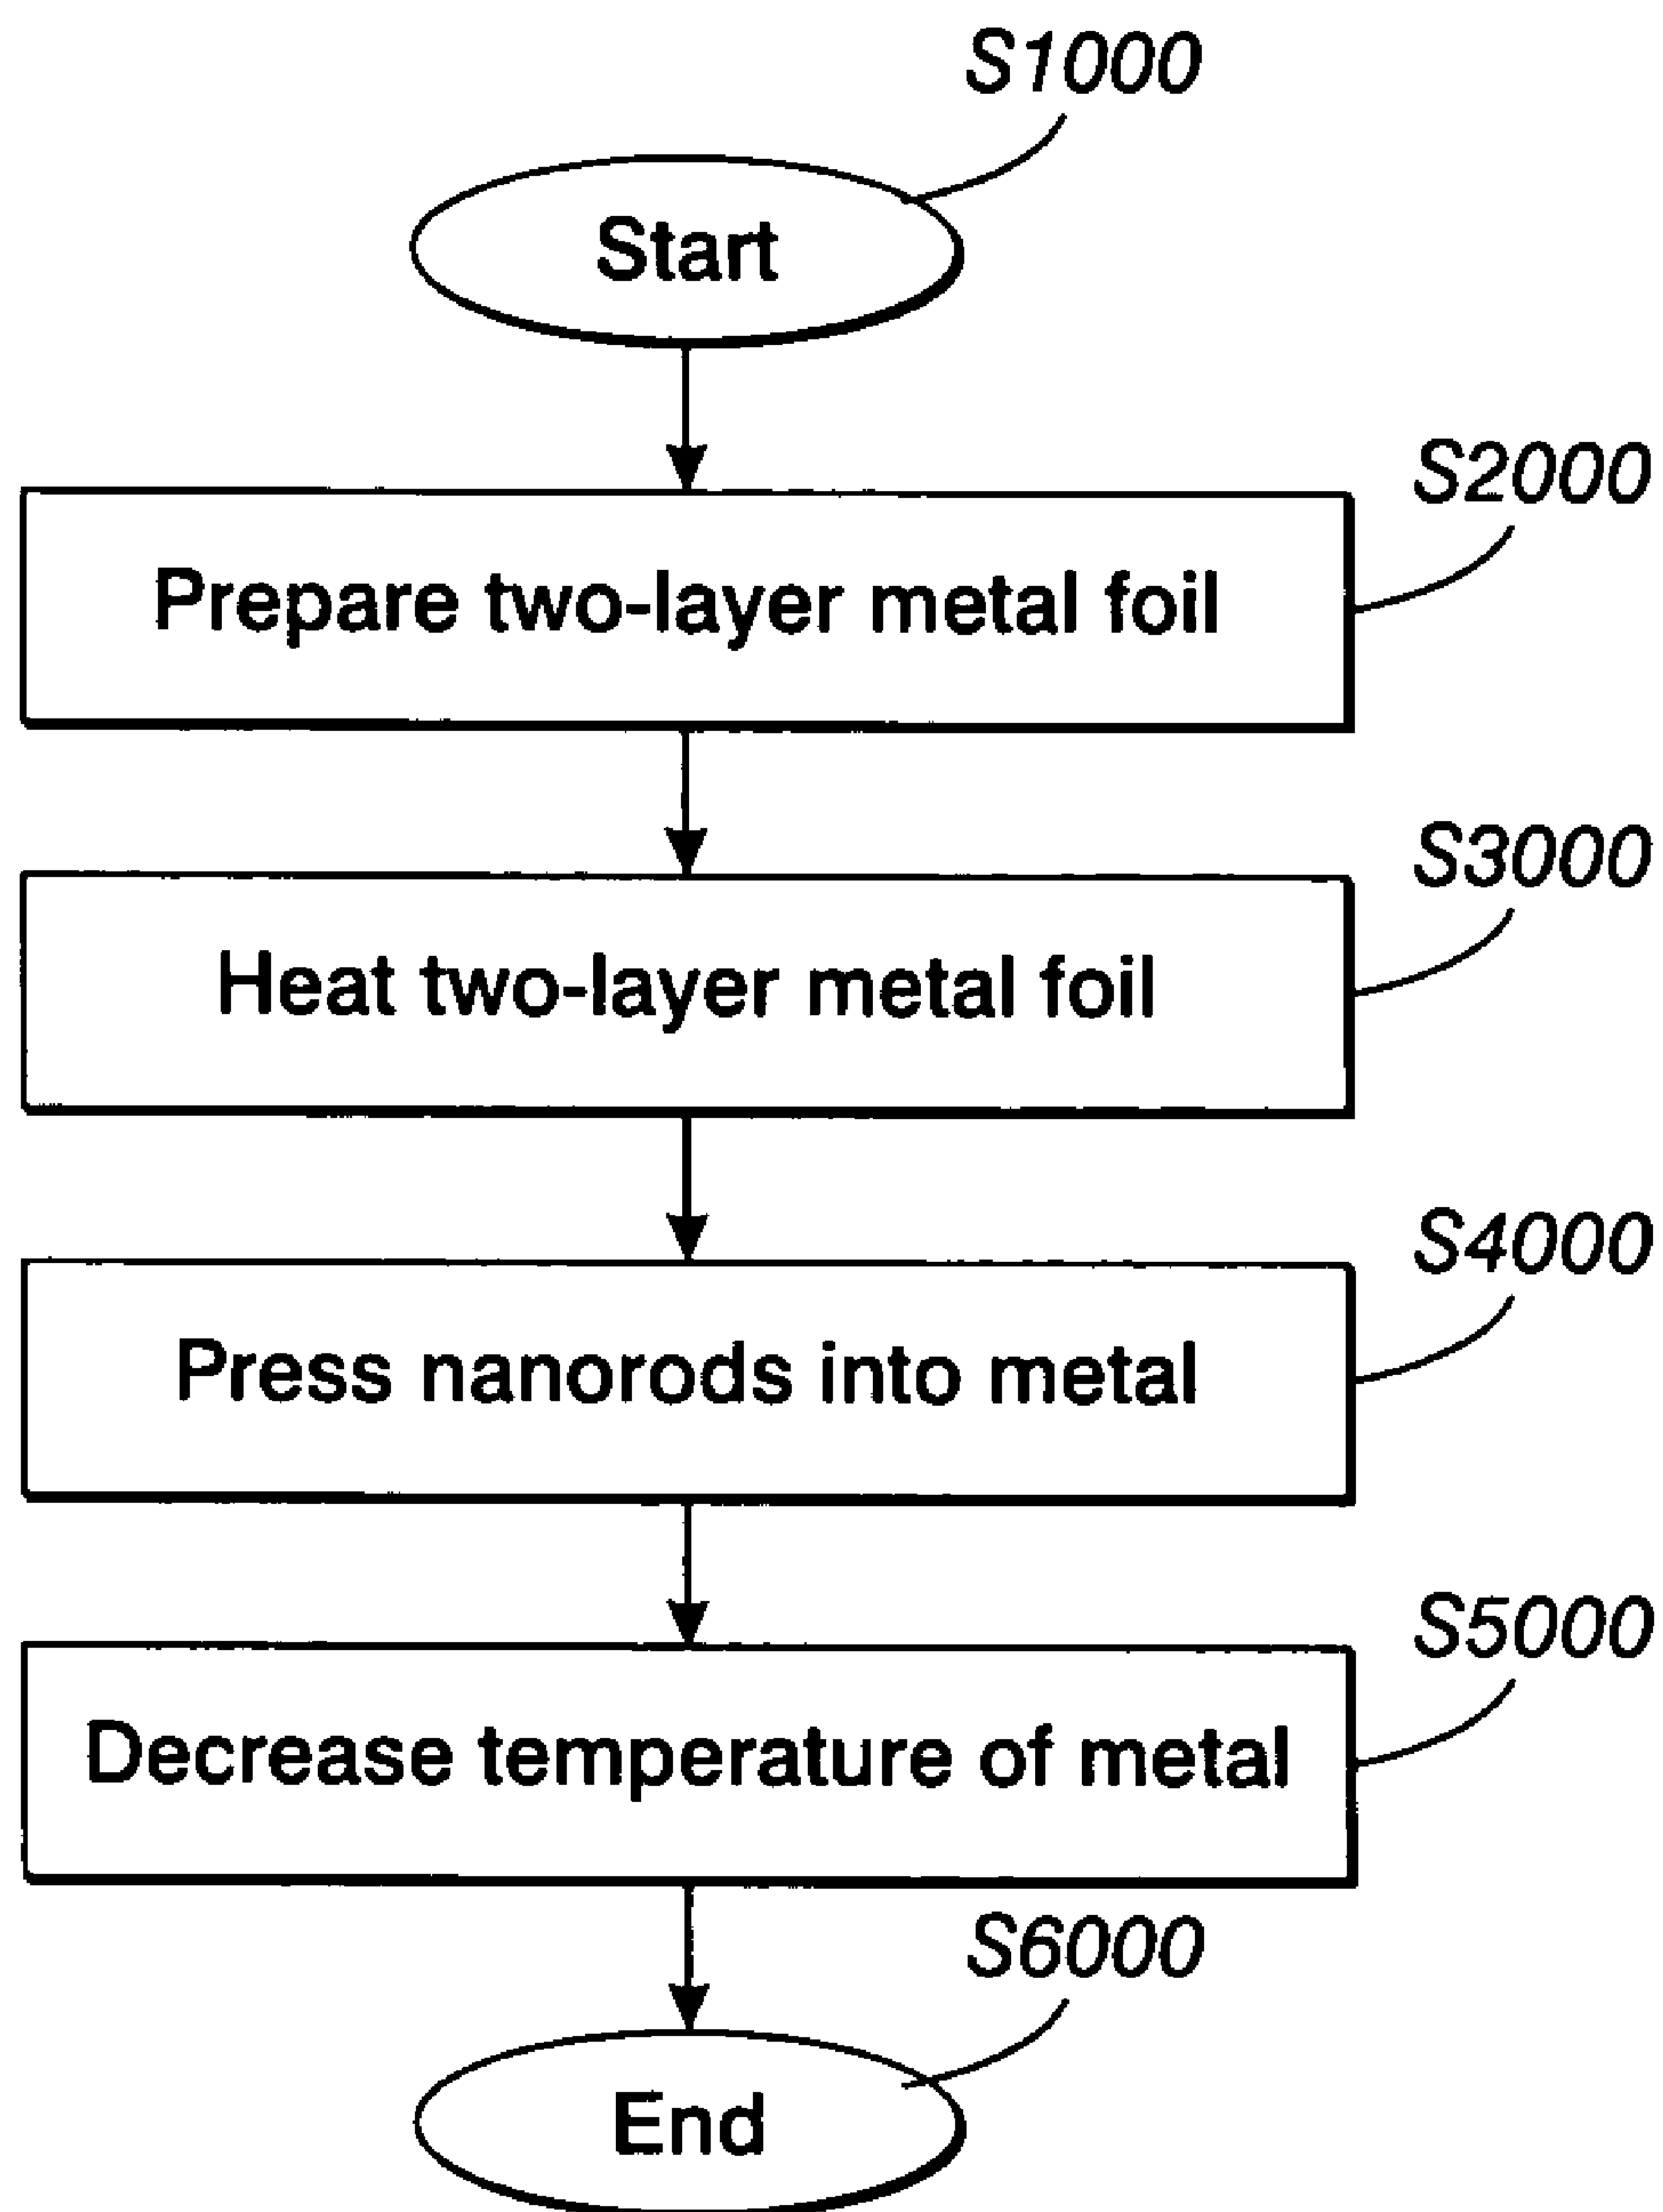 S1000
Start
S2000
Prepare two-layer metal foil
S3000
Heat two-layer metal foil
S4000
Press nanorods into metal
S5000
Decrease temperature of metal
S6000
End